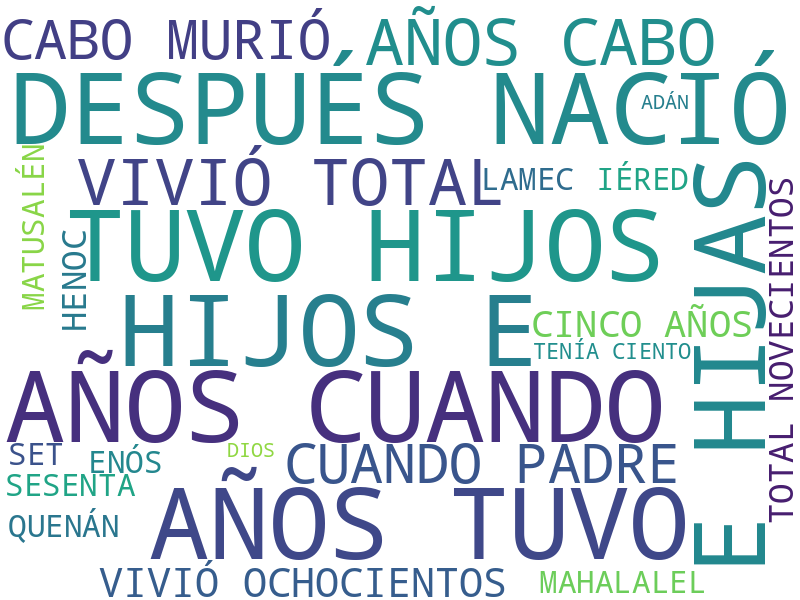 CABO MURIÓ
AÑOS CABO
DESPUÉS NACIÓ
ADÁN
VIVIÓ TOTAL
LAMEC
IÉRED
MATUSALÉN
HENOC
TUVO HIJOS
E HIJAS
TOTAL NOVECIENTOS
HIJOS E
CINCO AÑOS
TENÍA CIENTO
AÑOS CUANDO
SET
ENÓS
DIOS
CUANDO PADRE
SESENTA
QUENÁN
AÑOS TUVO
VIVIÓ OCHOCIENTOS
MAHALALEL